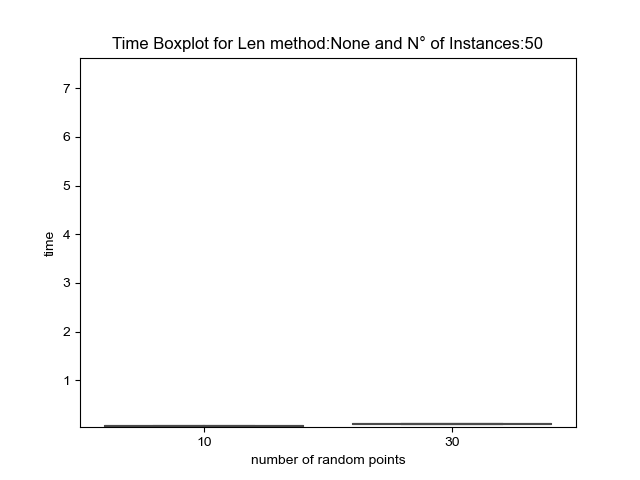 Time Boxplot for Len method:None and N° of Instances:50
7
6
5
4
3
2
1
time
10 30
number of random points